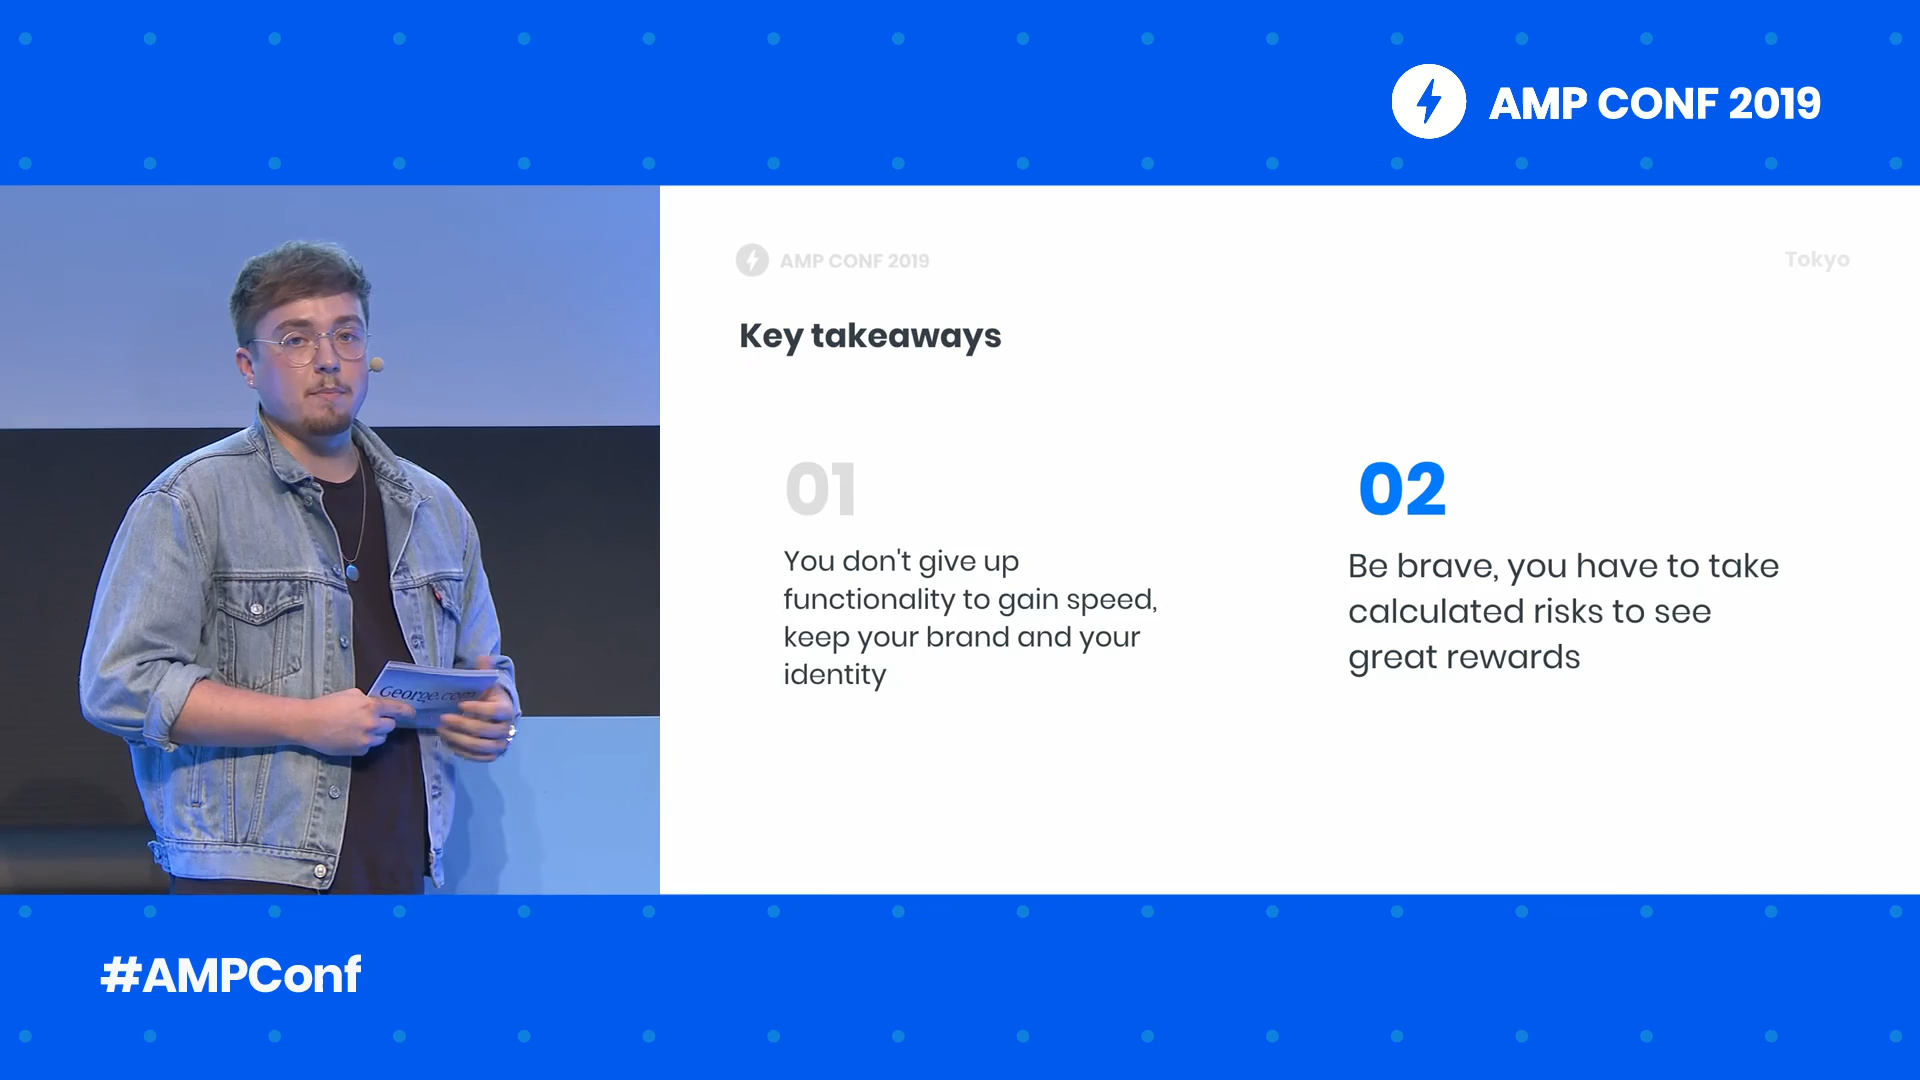 AMP CONF 2019
AMP CONF 2019
Tokyo
Key takeaways
01
You don't give up
functionality to gain speed,
keep your brand and your
identity
02
Be brave, you have to take
calculated risks to see
great rewards
George.com
#AMPConf